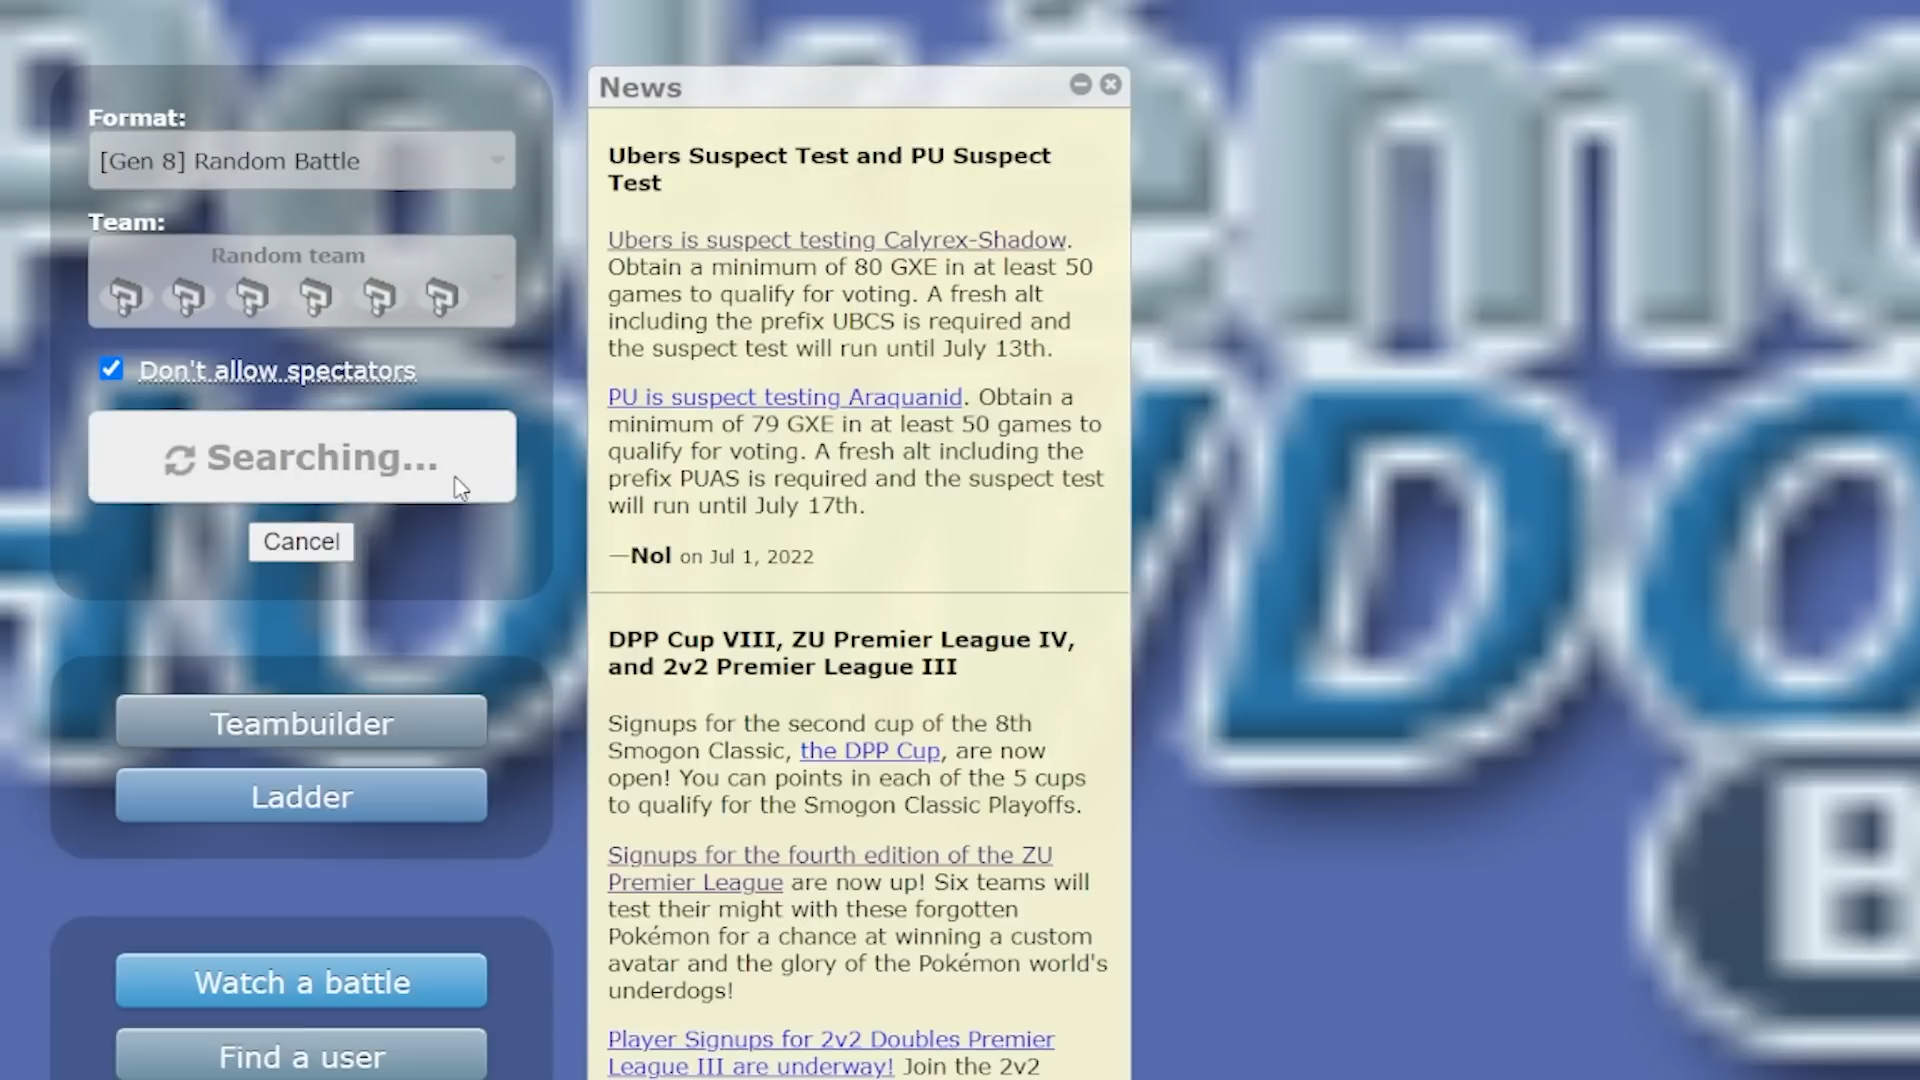 Format:
[Gen 8] Random Battle
Team:
Random team
Don't allow spectators
Searching...
Cancel
Teambuilder
Ladder
Watch a battle
Find a user
News
Ubers Suspect Test and PU Suspect
Test
Ubers is suspect testing Calyrex-Shadow.
Obtain a minimum of 80 GXE in at least 50
games to qualify for voting. A fresh alt
including the prefix UBCS is required and
the suspect test will run until July 13th.
PU is suspect testing Araquanid. Obtain a
minimum of 79 GXE in at least 50 games to
qualify for voting. A fresh alt including the
prefix PUAS is required and the suspect test
will run until July 17th.
—Nol on Jul 1, 2022
DPP Cup VIII, ZU Premier League IV,
and 2v2 Premier League III
Signups for the second cup of the 8th
Smogon Classic, the DPP Cup, are now
open! You can points in each of the 5 cups
to qualify for the Smogon Classic Playoffs.
Signups for the fourth edition of the ZU
Premier League are now up! Six teams will
test their might with these forgotten
Pokémon for a chance at winning a custom
avatar and the glory of the Pokémon world's
underdogs!
Player Signups for 2v2 Doubles Premier
League III are underway! Join the 2v2